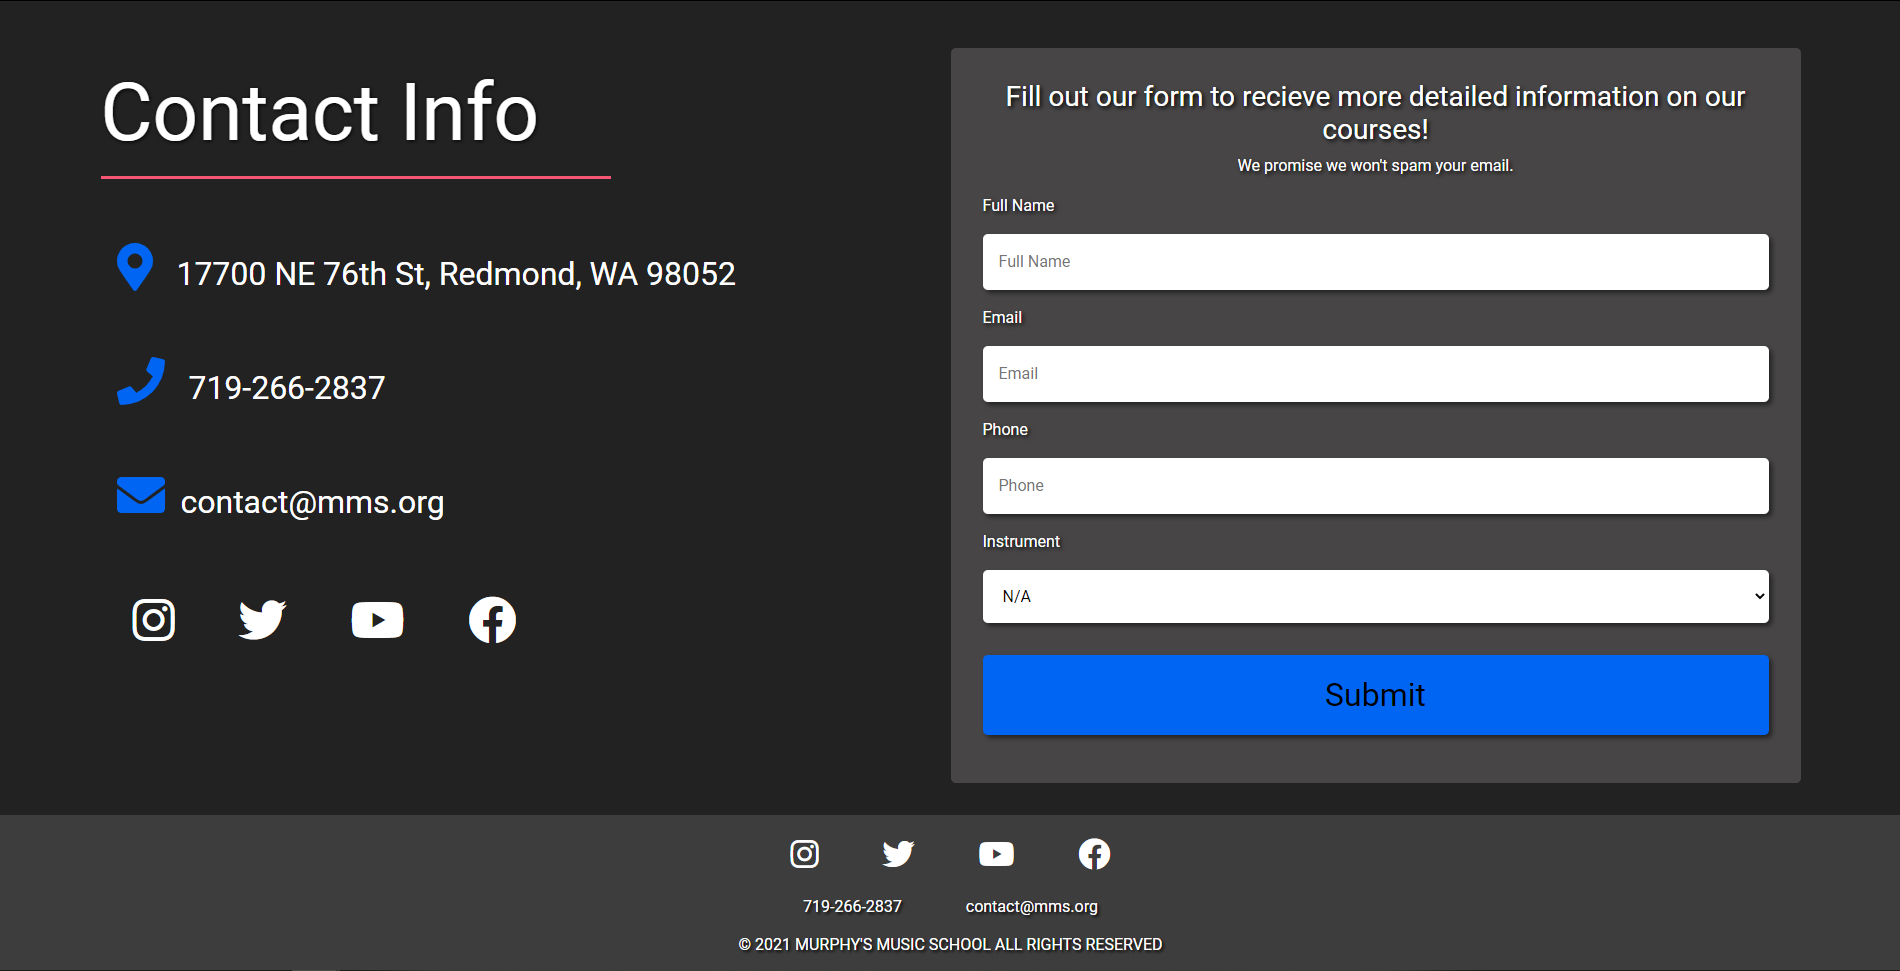 Contact Info
17700 NE 76th St, Redmond, WA 98052
719-266-2837
contact@mms.org
Fill out our form to recieve more detailed information on our
courses!
We promise we won't spam your email.
Full Name
Full Name
Email
Email
Phone
Phone
Instrument
N/A
Submit
719-266-2837 contact@mms.org
© 2021 MURPHY'S MUSIC SCHOOL ALL RIGHTS RESERVED